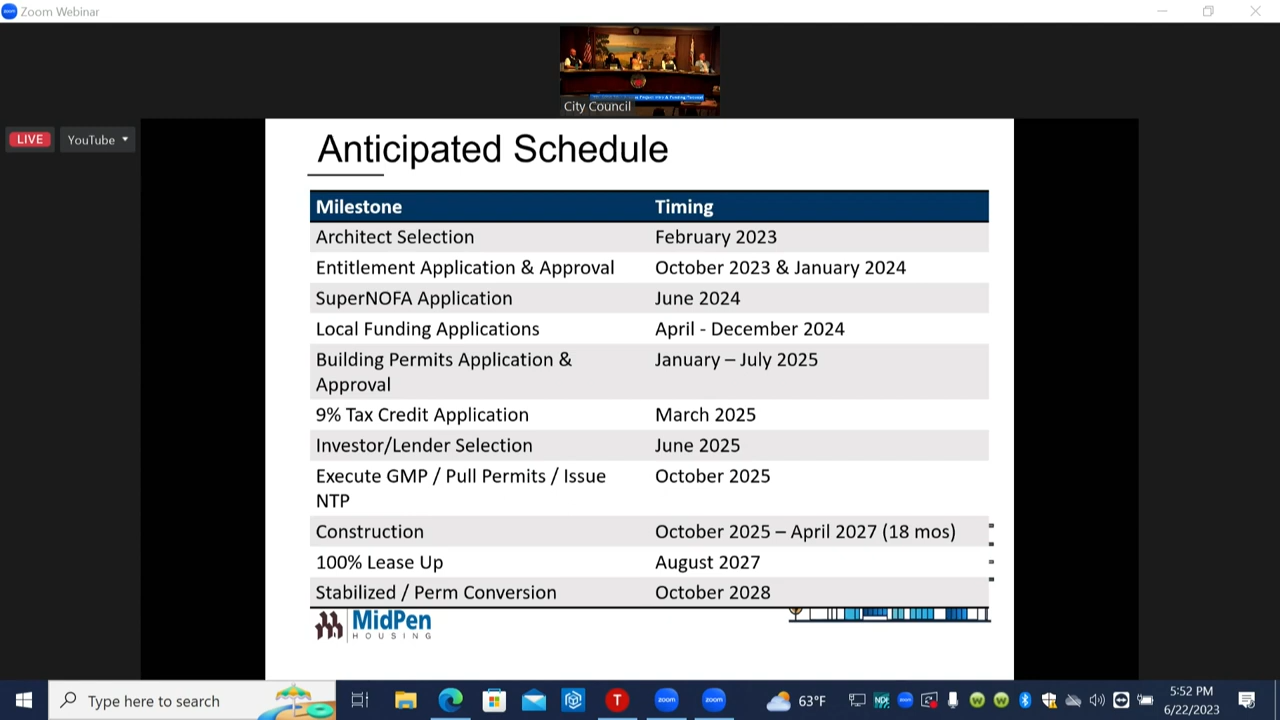 Zoom Webinar
City Council
LIVE
YouTube
Anticipated Schedule
Milestone Timing
Architect Selection February 2023
Entitlement Application & Approval October 2023 & January 2024
SuperNOFA Application June 2024
Local Funding Applications April - December 2024
Building Permits Application & January – July 2025
Approval
9% Tax Credit Application March 2025
Investor/Lender Selection June 2025
Execute GMP / Pull Permits / Issue October 2025
NTP
Construction October 2025 – April 2027 (18 mos)
100% Lease Up August 2027
Stabilized / Perm Conversion October 2028
MidPen
HOUSING
Type here to search
T
zoom
zoom
63°F
5:52 PM
6/22/2023